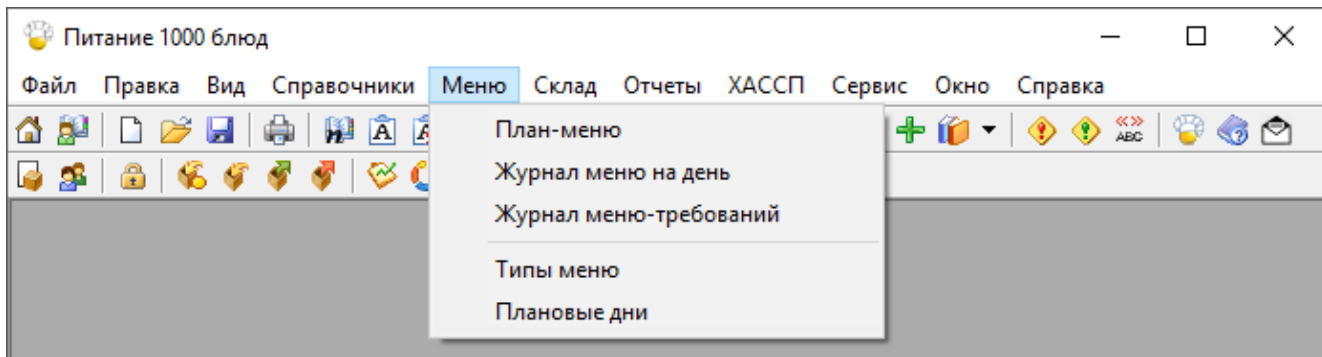 Питание 1000 блюд
Файл Правка Вид Справочники Меню Склад Отчеты ХАССП Сервис Окно Справка
План-меню
ABC
Журнал меню на день
Журнал меню-требований
Типы меню
Плановые дни